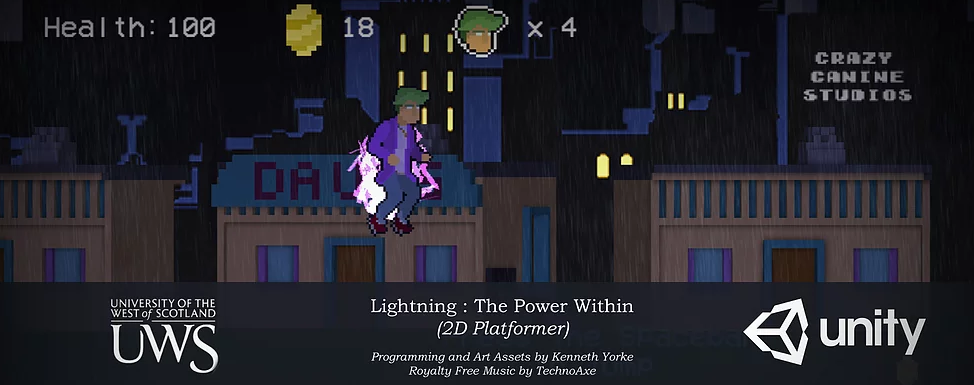 Health: 100
18
x 4
CRAZY
CANINE
STUDIOS
UNIVERSITY OF THE
WEST of SCOTLAND
UWS
Lightning : The Power Within
(2D Platformer)
Programming and Art Assets by Kenneth Yorke
Royalty Free Music by TechnoAxe
unity